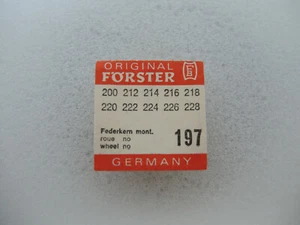 ORIGINAL
FÖRSTER
200 212 214 216 218
220 222 224 226 228
Federkern mont.
roue no
wheel no
197
GERMANY